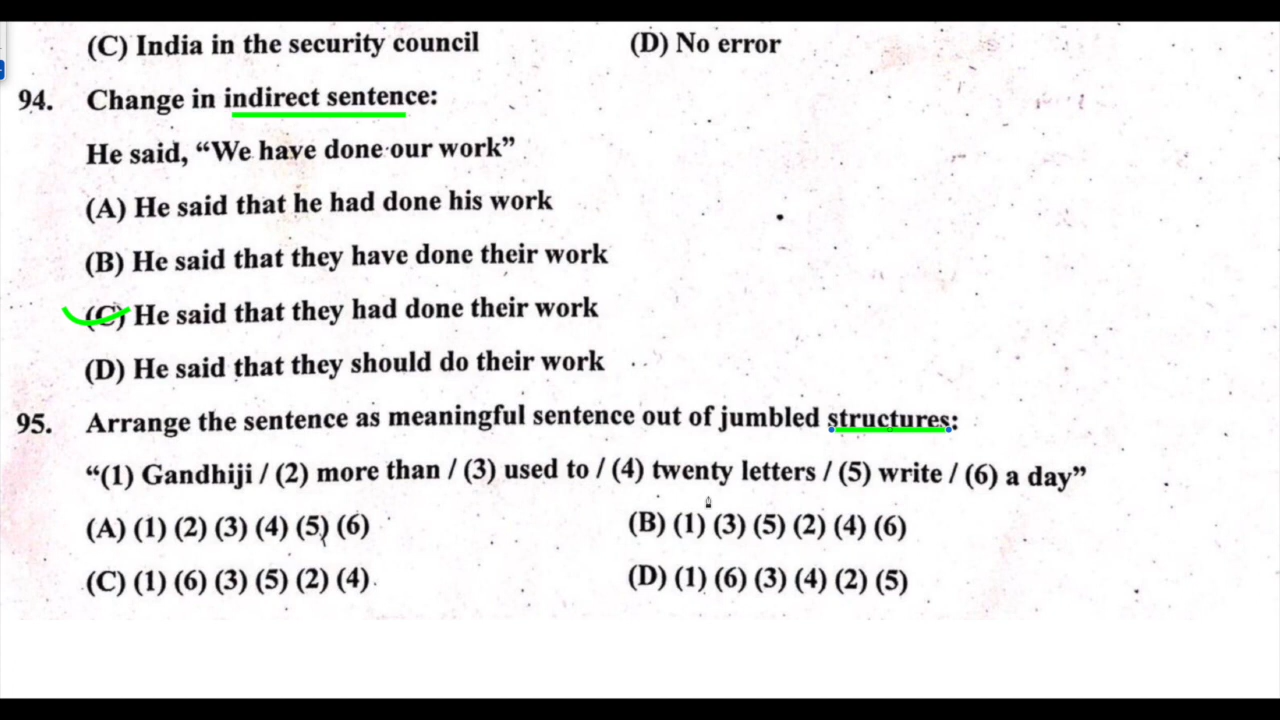 (C) India in the security council (D) No error
94. Change in indirect sentence:
He said, “We have done our work”
(A) He said that he had done his work
(B) He said that they have done their work
(C) He said that they had done their work
(D) He said that they should do their work
95. Arrange the sentence as meaningful sentence out of jumbled structures:
“(1) Gandhiji / (2) more than / (3) used to / (4) twenty letters / (5) write / (6) a day”
(A) (1) (2) (3) (4) (5) (6) (B) (1) (3) (5) (2) (4) (6)
(C) (1) (6) (3) (5) (2) (4) (D) (1) (6) (3) (4) (2) (5)